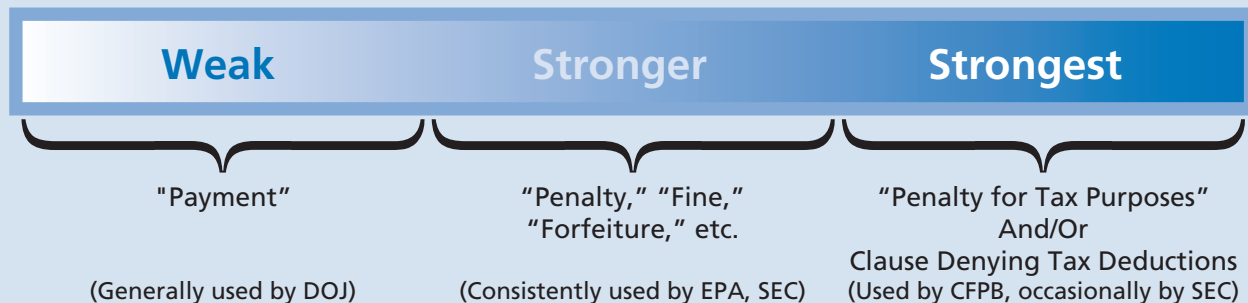 Weak
Stronger
Strongest
"Payment”
“Penalty,” “Fine,”
“Forfeiture,” etc.
“Penalty for Tax Purposes”
And/Or
Clause Denying Tax Deductions
(Generally used by DOJ)
(Consistently used by EPA, SEC)
(Used by CFPB, occasionally by SEC)